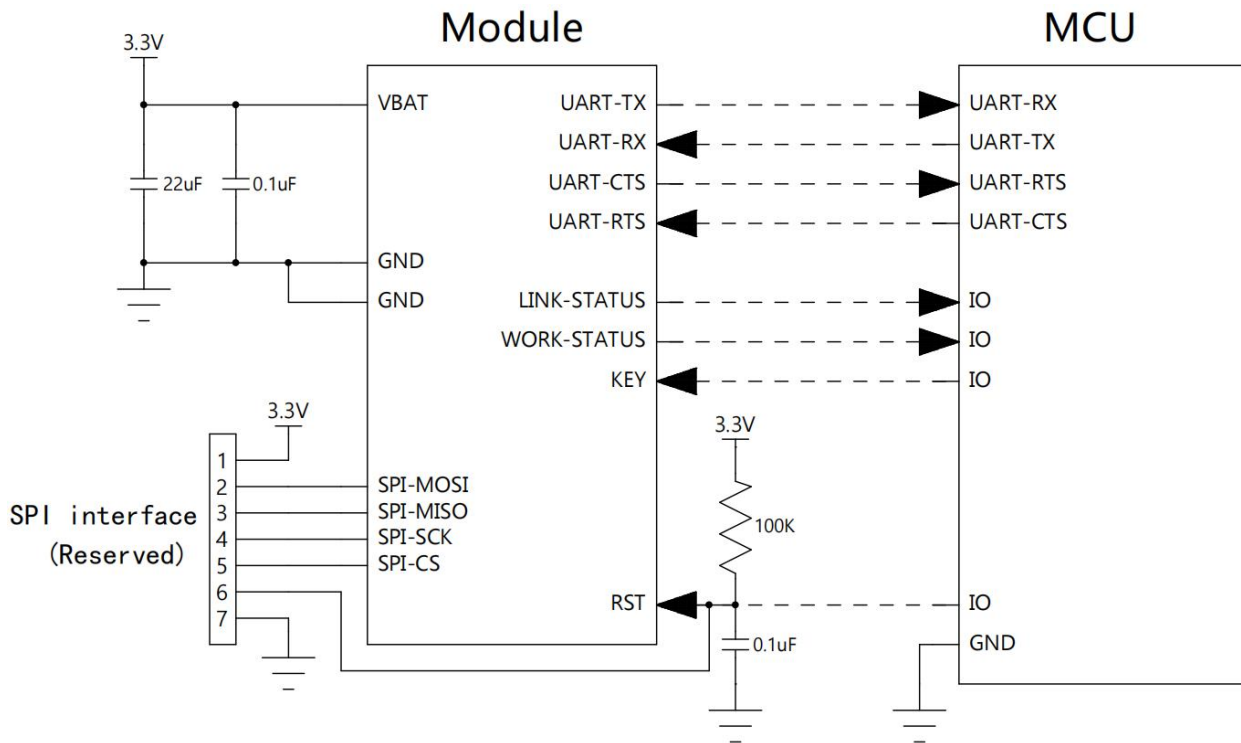 Module
MCU
3.3V
VBAT
UART-TX
UART-RX
UART-RX
UART-TX
22uF
0.1uF
UART-CTS
UART-RTS
UART-RTS
UART-CTS
GND
GND
LINK-STATUS
IO
WORK-STATUS
IO
KEY
IO
3.3V
3.3V
1
2
SPI-MOSI
SPI interface
3
SPI-MISO
4
SPI-SCK
(Reserved)
5
SPI-CS
100K
6
7
RST
IO
0.1uF
GND